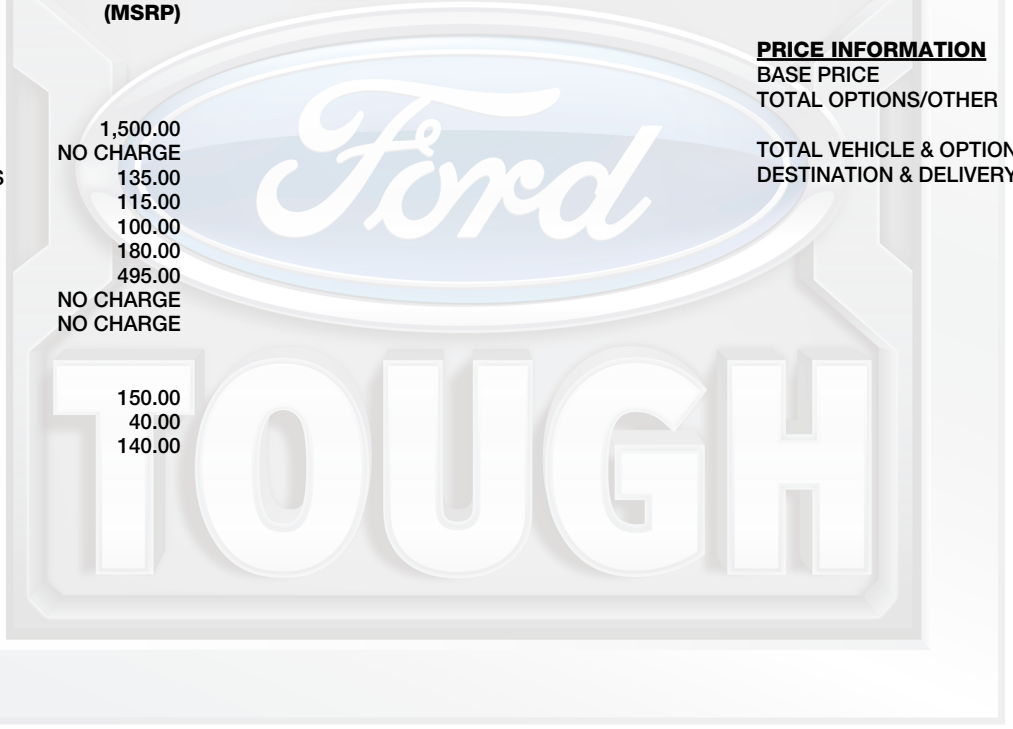 (MSRP)
1,500.00
NO CHARGE
S 135.00
115.00
100.00
180.00
495.00
NO CHARGE
NO CHARGE
150.00
40.00
140.00
PRICE INFORMATION
BASE PRICE
TOTAL OPTIONS/OTHER
TOTAL VEHICLE & OPTION
DESTINATION & DELIVERY
Ford
TOUGH